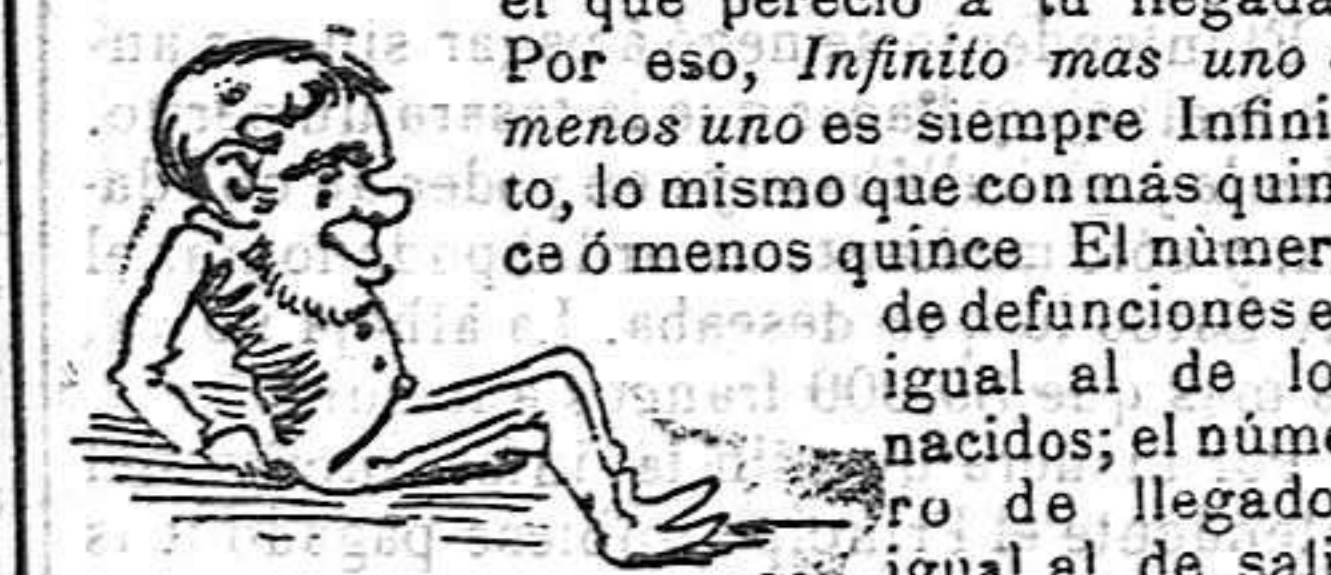 el que pereció a tu llegada
Por eso, Infinito mas uno
menos uno es siempre Infini
to, lo mismo que con más quin
ce ó menos quínce El nùmer
de defunciones e
igual al de lo
nacidos; el núme
ro de llegado
igual al de sali